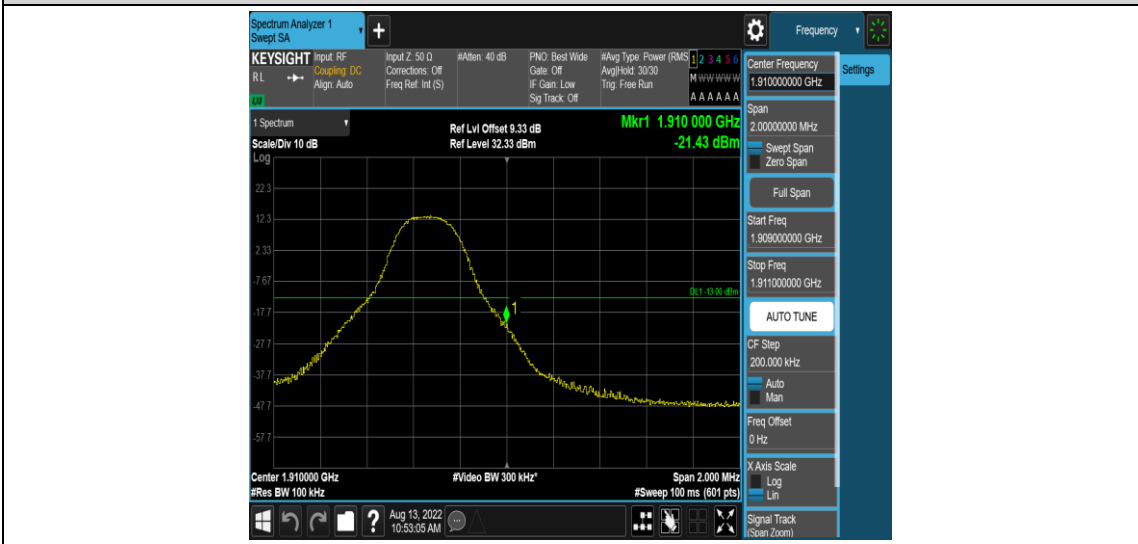 Spectrum Analyzer 1
Swept SA
+
Frequency
KEYSIGHT
Input: RF
Input Z: 50 Ω
#Atten: 40 dB
PNO: Best Wide
#Avg Type: Power (RMS
1 2 3 4 5 6
RL
Coupling: DC
Corrections: Off
Gate: Off
Avg|Hold: 30/30
M W W W W W
Align: Auto
Freq Ref: Int (S)
IF Gain: Low
Trig: Free Run
Sig Track: Off
A A A A A A
LXI
Center Frequency
1.910000000 GHz
Settings
Span
2.00000000 MHz
Swept Span
Zero Span
Full Span
Start Freq
1.909000000 GHz
Stop Freq
1.911000000 GHz
AUTO TUNE
CF Step
200.000 kHz
Auto
Man
Freq Offset
0 Hz
X Axis Scale
Log
Lin
Signal Track
(Span Zoom)
1 Spectrum
Ref Lvl Offset 9.33 dB
Mkr1 1.910 000 GHz
Scale/Div 10 dB
Ref Level 32.33 dBm
-21.43 dBm
Log
22.3
12.3
2.33
-7.67
DL1 -13.00 dBm
-17.7
1
-27.7
-37.7
-47.7
-57.7
Center 1.910000 GHz
#Video BW 300 kHz*
Span 2.000 MHz
#Res BW 100 kHz
#Sweep 100 ms (601 pts)
?
Aug 13, 2022
10:53:05 AM